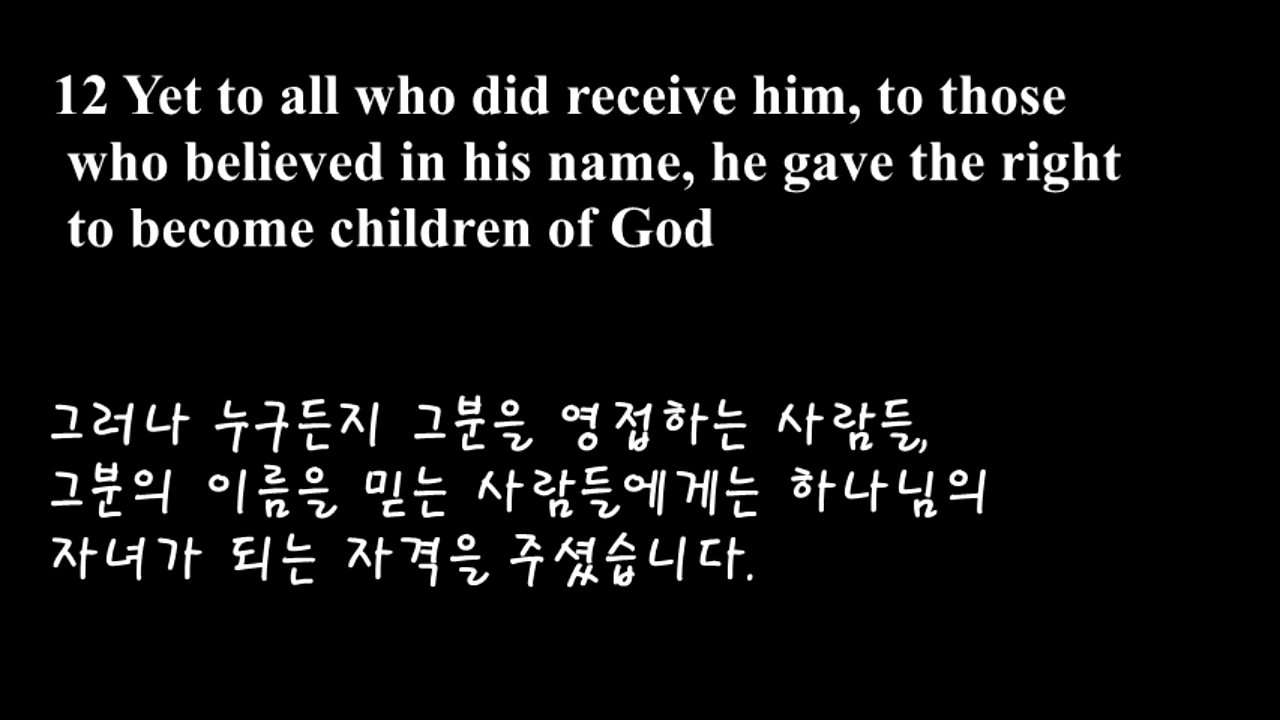 12 Yet to all who did receive him, to those
who believed in his name, he gave the right
to become children of God
그러나 누구든지 그분을 영접하는 사람들,
그분의 이름을 믿는 사람들에게는 하나님의
자녀가 되는 자격을 주셨습니다.